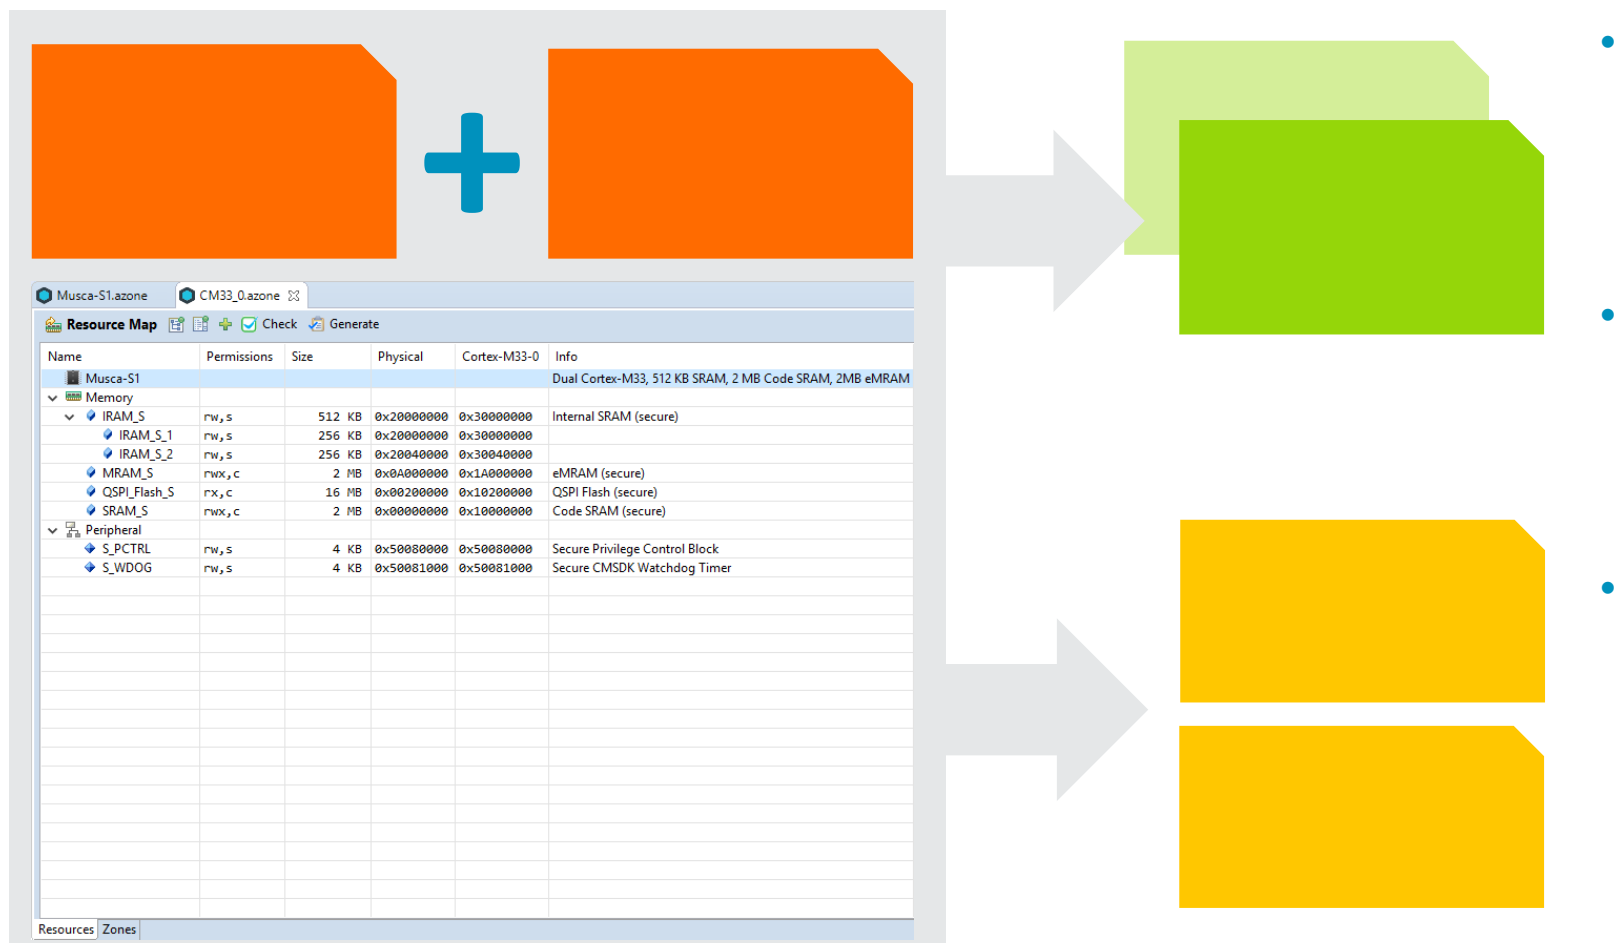 Musca-S1.azone CM33_0.azone
Resource Map Check Generate
Name Permissions Size Physical Cortex-M33-0 Info
Musca-S1 Dual Cortex-M33, 512 KB SRAM, 2 MB Code SRAM, 2MB eMRAM
Memory
IRAM_S rw,s 512 KB 0x20000000 0x30000000 Internal SRAM (secure)
IRAM_S_1 rw,s 256 KB 0x20000000 0x30000000
IRAM_S_2 rw,s 256 KB 0x20040000 0x30040000
MRAM_S rwx,c 2 MB 0x0A000000 0x1A000000 eMRAM (secure)
QSPI_Flash_S rx,c 16 MB 0x00200000 0x10200000 QSPI Flash (secure)
SRAM_S rwx,c 2 MB 0x00000000 0x10000000 Code SRAM (secure)
Peripheral
S_PCTRL rw,s 4 KB 0x50080000 0x50080000 Secure Privilege Control Block
S_WDOG rw,s 4 KB 0x50081000 0x50081000 Secure CMSDK Watchdog Timer
Resources Zones